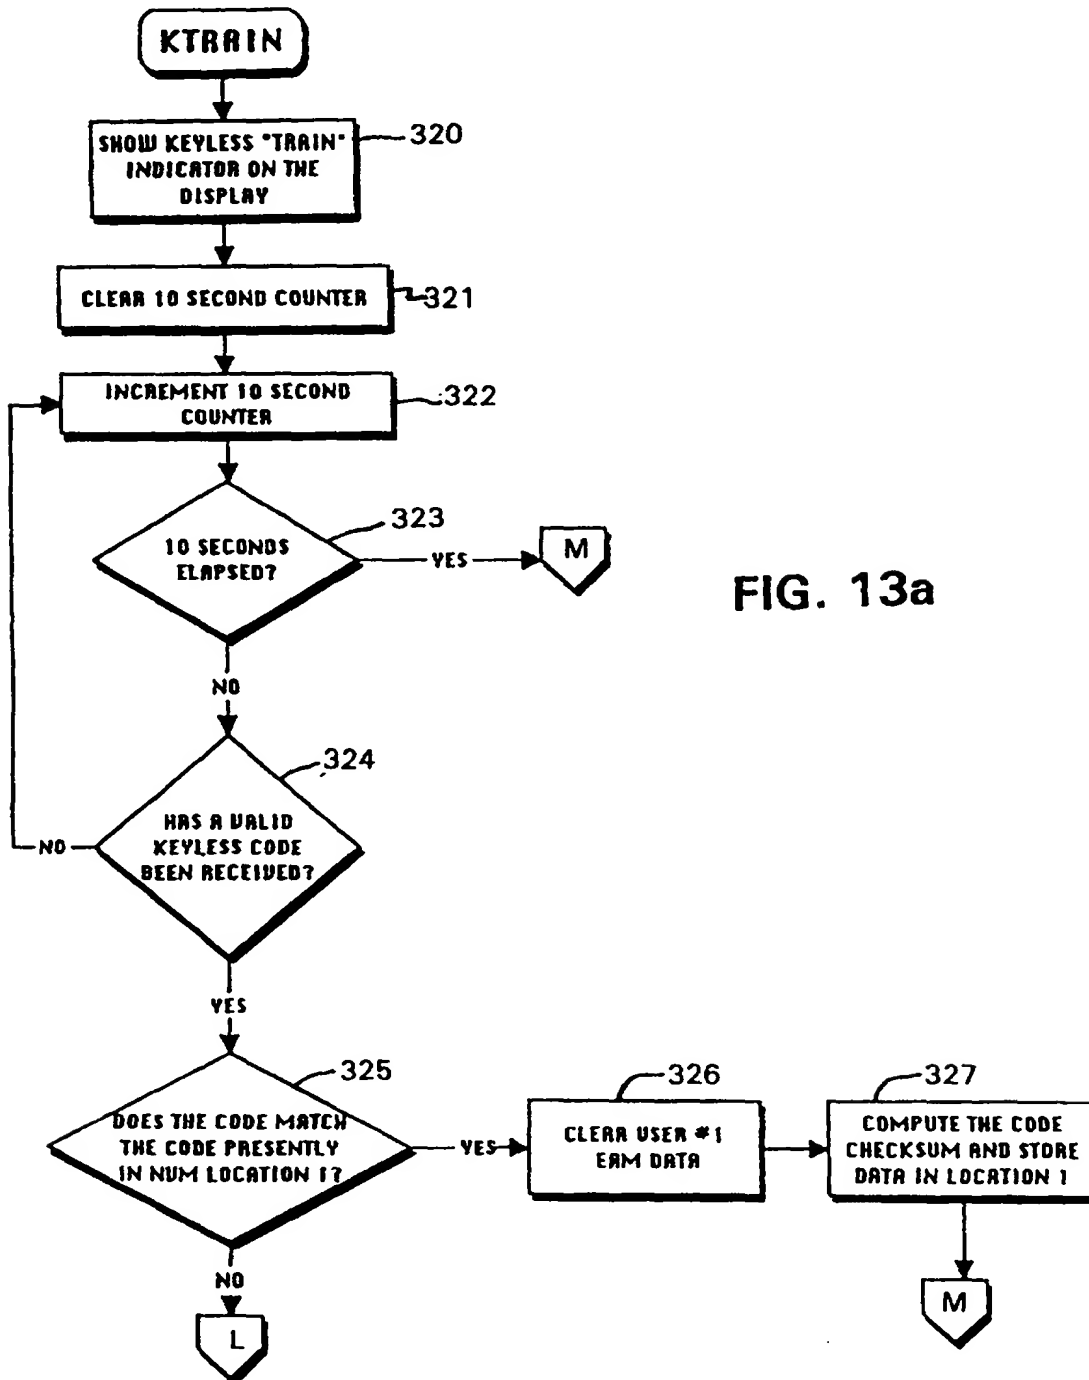 KTRAIN
SHOW KEYLESS "TRAIN"
INDICATOR ON THE
DISPLAY
320
CLEAR 10 SECOND COUNTER
321
INCREMENT 10 SECOND
COUNTER
322
10 SECONDS
ELAPSED?
323
YES
M
FIG. 13a
NO
324
HAS A VALID
KEYLESS CODE
BEEN RECEIVED?
NO
YES
325
DOES THE CODE MATCH
THE CODE PRESENTLY
IN NUM LOCATION 1?
YES
326
CLEAR USER #1
EAM DATA
327
COMPUTE THE CODE
CHECKSUM AND STORE
DATA IN LOCATION 1
NO
L
M